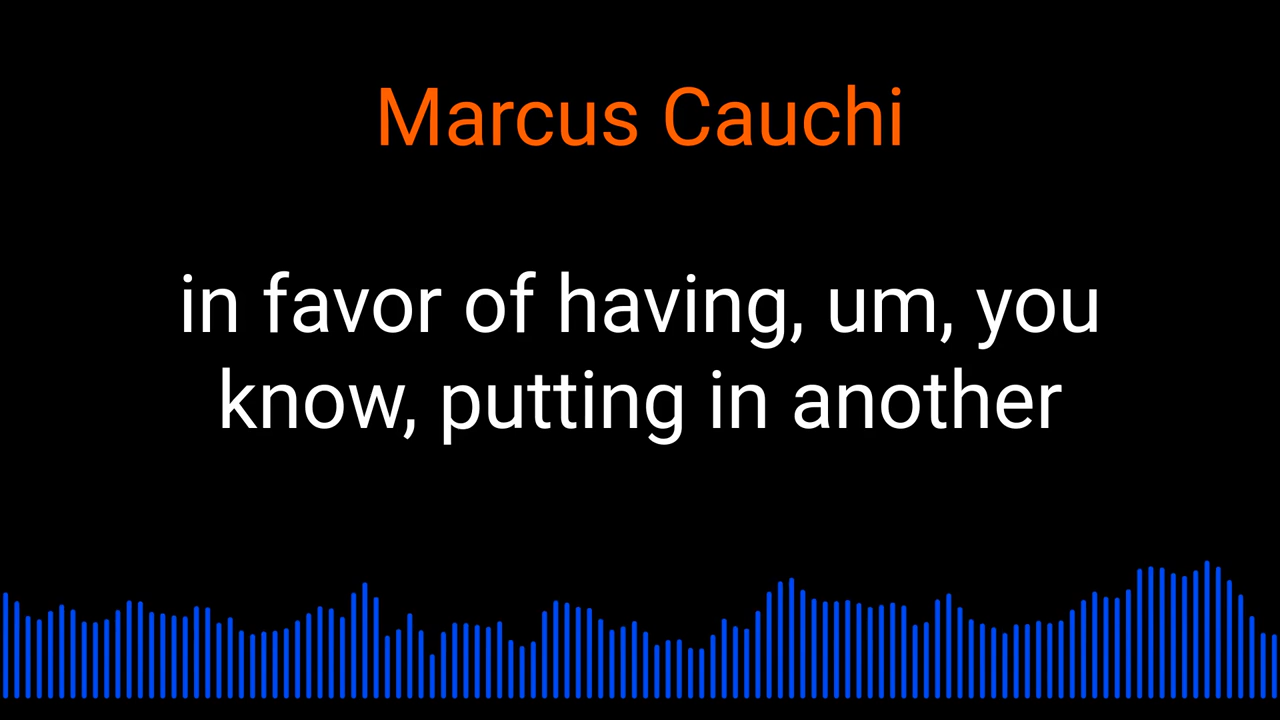 Marcus Cauchi
in favor of having, um, you
know, putting in another